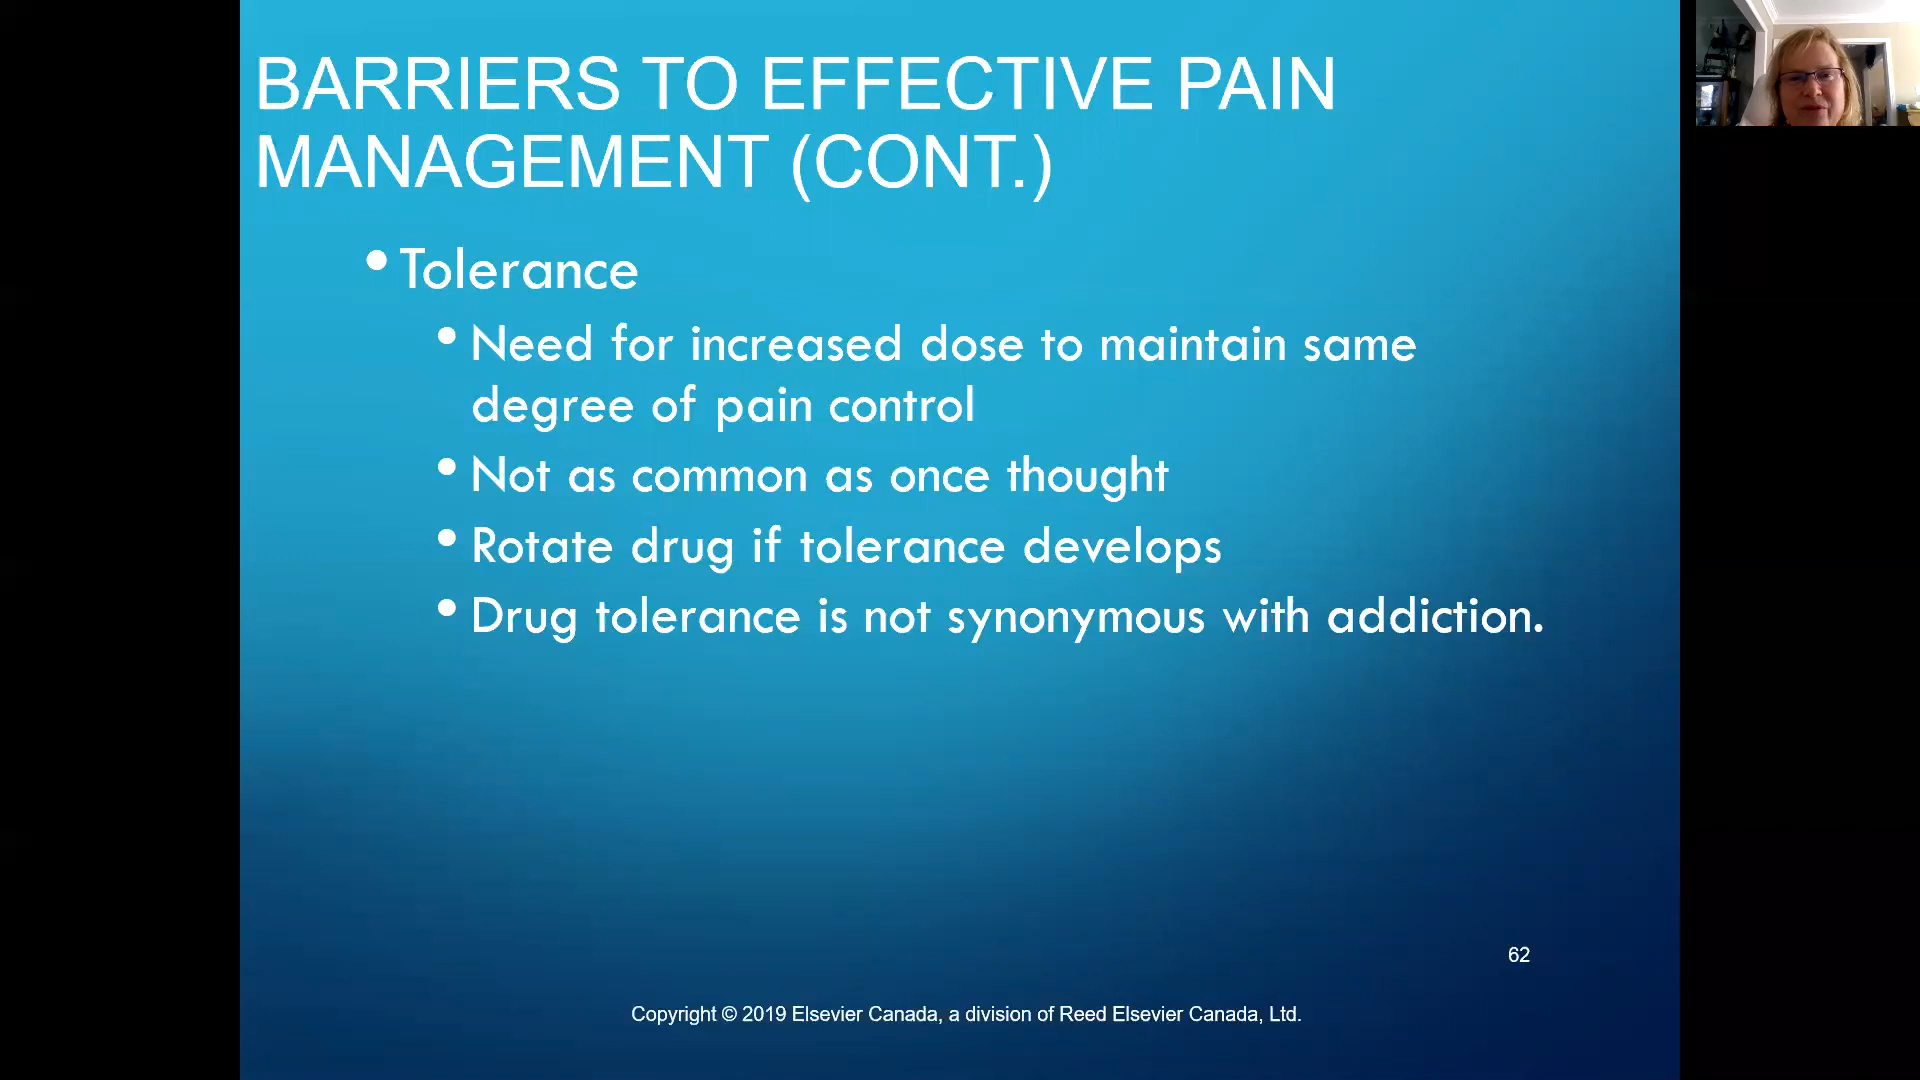 BARRIERS TO EFFECTIVE PAIN
MANAGEMENT (CONT.)
• Tolerance
• Need for increased dose to maintain same
degree of pain control
• Not as common as once thought
• Rotate drug if tolerance develops
• Drug tolerance is not synonymous with addiction.
62
Copyright © 2019 Elsevier Canada, a division of Reed Elsevier Canada, Ltd.